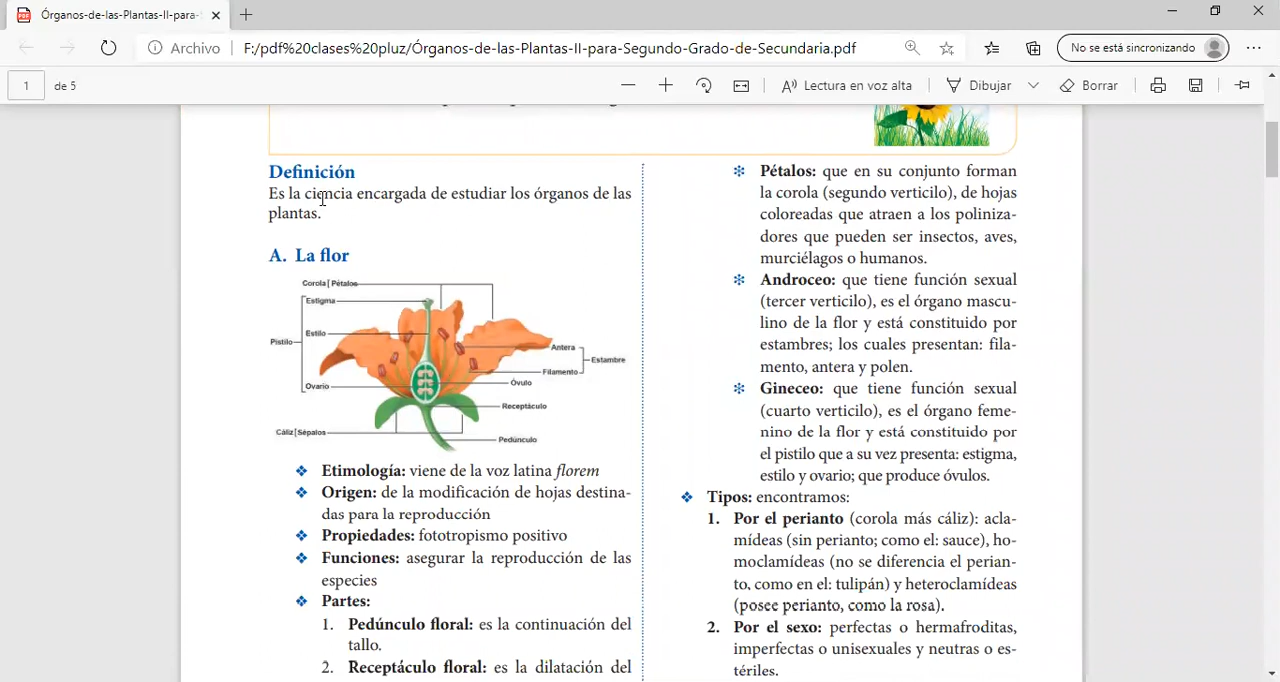 Órganos-de-las-Plantas-II-para-
Archivo F:/pdf%20clases%20pluz/Órganos-de-las-Plantas-II-para-Segundo-Grado-de-Secundaria.pdf No se está sincronizando
1 de 5 Lectura en voz alta Dibujar Borrar
Definición
Es la ciencia encargada de estudiar los órganos de las
plantas.
A. La flor
Corola Pétalos
Estigma
Estilo
Pistilo
Antera
Estambre
Filamento
Óvulo
Ovario
Receptáculo
Cáliz Sépalos
Pedúnculo
Etimología: viene de la voz latina florem
Origen: de la modificación de hojas destina-
das para la reproducción
Propiedades: fototropismo positivo
Funciones: asegurar la reproducción de las
especies
Partes:
1. Pedúnculo floral: es la continuación del
tallo.
2. Receptáculo floral: es la dilatación del
Pétalos: que en su conjunto forman
la corola (segundo verticilo), de hojas
coloreadas que atraen a los poliniza-
dores que pueden ser insectos, aves,
murciélagos o humanos.
Androceo: que tiene función sexual
(tercer verticilo), es el órgano mascu-
lino de la flor y está constituido por
estambres; los cuales presentan: fila-
mento, antera y polen.
Gineceo: que tiene función sexual
(cuarto verticilo), es el órgano feme-
nino de la flor y está constituido por
el pistilo que a su vez presenta: estigma,
estilo y ovario; que produce óvulos.
Tipos: encontramos:
1. Por el perianto (corola más cáliz): acla-
mídeas (sin perianto; como el: sauce), ho-
moclamídeas (no se diferencia el perian-
to, como en el: tulipán) y heteroclamídeas
(posee perianto, como la rosa).
2. Por el sexo: perfectas o hermafroditas,
imperfectas o unisexuales y neutras o es-
tériles.